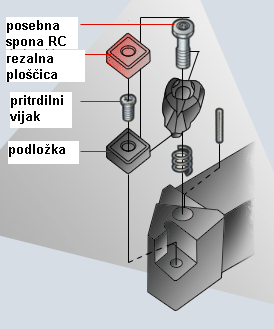 posebna
spona RC
rezalna
ploščica
pritrdilni
vijak
podložka